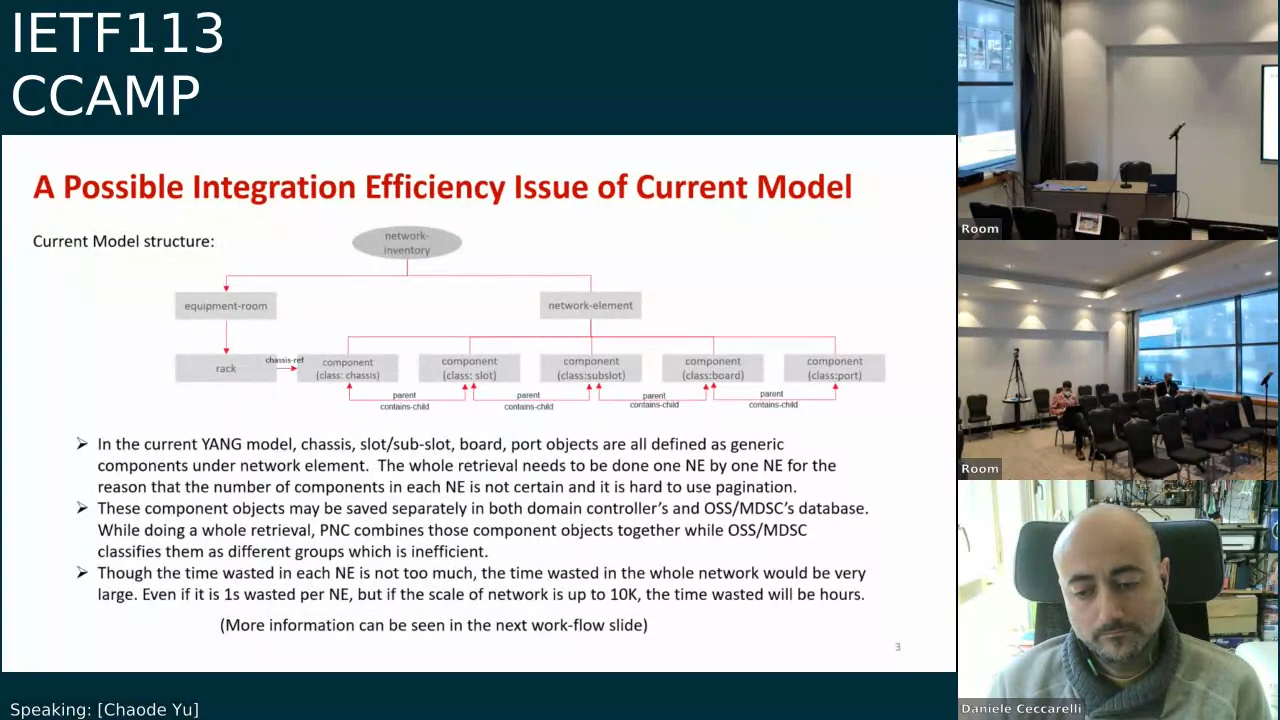 IETF113
CCAMP
A Possible Integration Efficiency Issue of Current Model
Current Model structure:
network-
inventory
equipment-room
network-element
rack
chassis-ref
component
(class: chassis)
component
(class: slot)
component
(class:subslot)
component
(class:board)
component
(class:port)
parent
contains-child
parent
contains-child
parent
contains-child
parent
contains-child
➢ In the current YANG model, chassis, slot/sub-slot, board, port objects are all defined as generic
components under network element.  The whole retrieval needs to be done one NE by one NE for the
reason that the number of components in each NE is not certain and it is hard to use pagination.
➢ These component objects may be saved separately in both domain controller's and OSS/MDSC's database.
While doing a whole retrieval, PNC combines those component objects together while OSS/MDSC
classifies them as different groups which is inefficient.
➢ Though the time wasted in each NE is not too much, the time wasted in the whole network would be very
large. Even if it is 1s wasted per NE, but if the scale of network is up to 10K, the time wasted will be hours.
(More information can be seen in the next work-flow slide)
3
Speaking: [Chaode Yu]
Room
Room
Daniele Ceccarelli